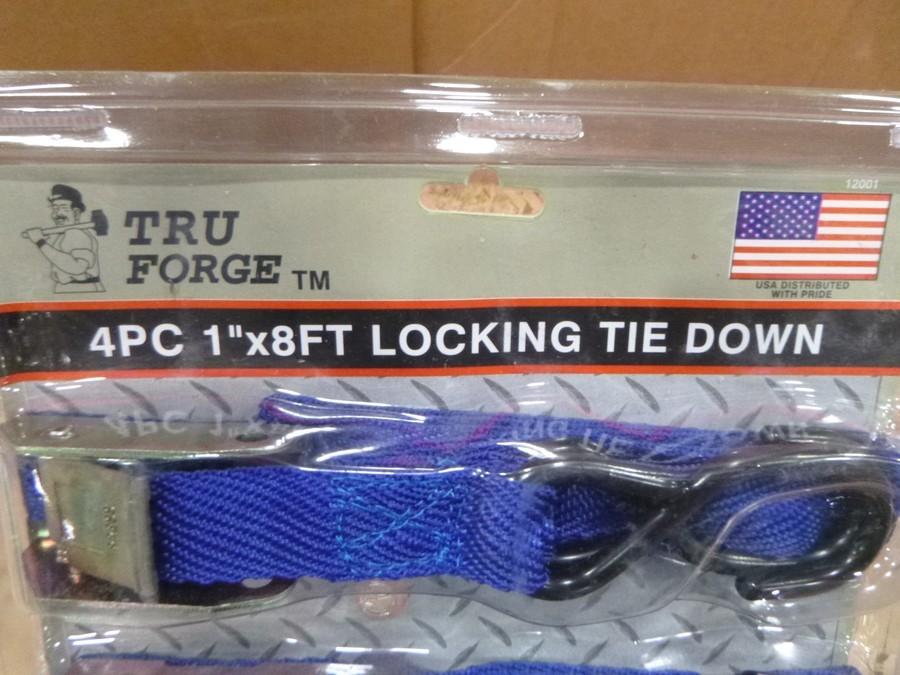 12001
TRU
FORGE TM
USA DISTRIBUTED
WITH PRIDE
4PC 1"x8FT LOCKING TIE DOWN